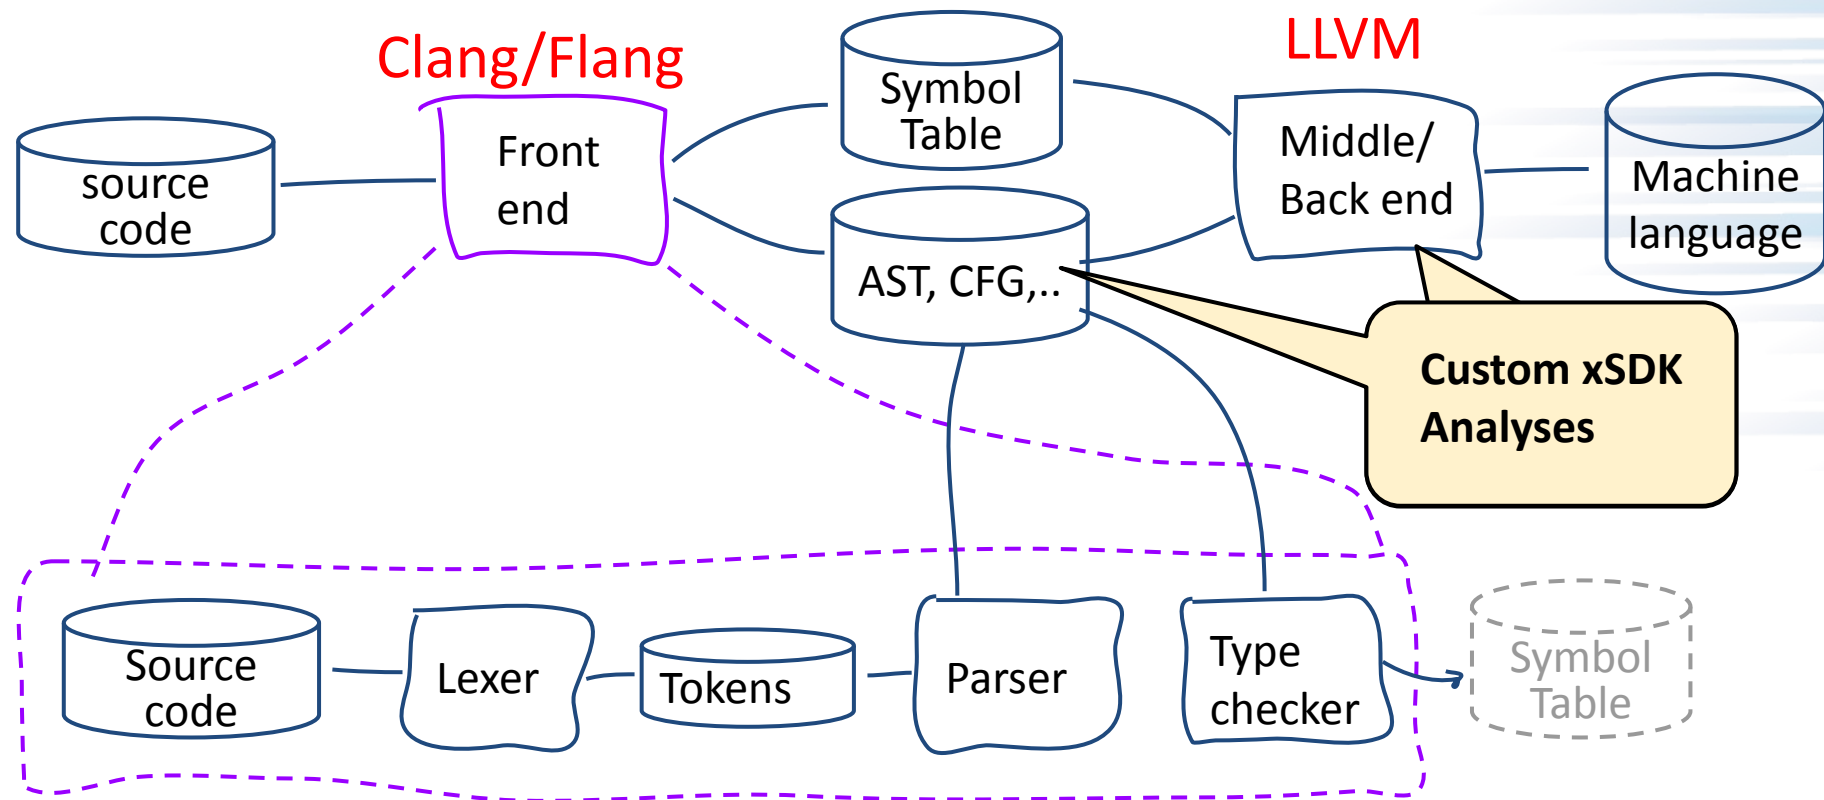 Clang/Flang
LLVM
source
code
Front
end
Symbol
Table
AST, CFG,..
Middle/
Back end
Machine
language
Custom xSDK
Analyses
Source
code
Lexer
Tokens
Parser
Type
checker
Symbol
Table